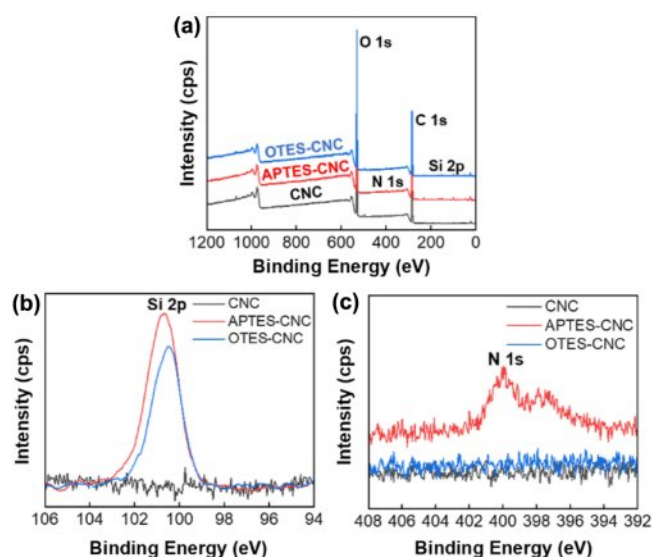 (a)
O 1s
C 1s
OTES-CNC
Si 2p
APTES-CNC
N 1s
CNC
Intensity (cps)
1200 1000 800 600 400 200 0
Binding Energy (eV)
(b)
Si 2p
CNC
APTES-CNC
OTES-CNC
Intensity (cps)
106 104 102 100 98 96 94
Binding Energy (eV)
(c)
CNC
APTES-CNC
OTES-CNC
N 1s
Intensity (cps)
408 406 404 402 400 398 396 394 392
Binding Energy (eV)